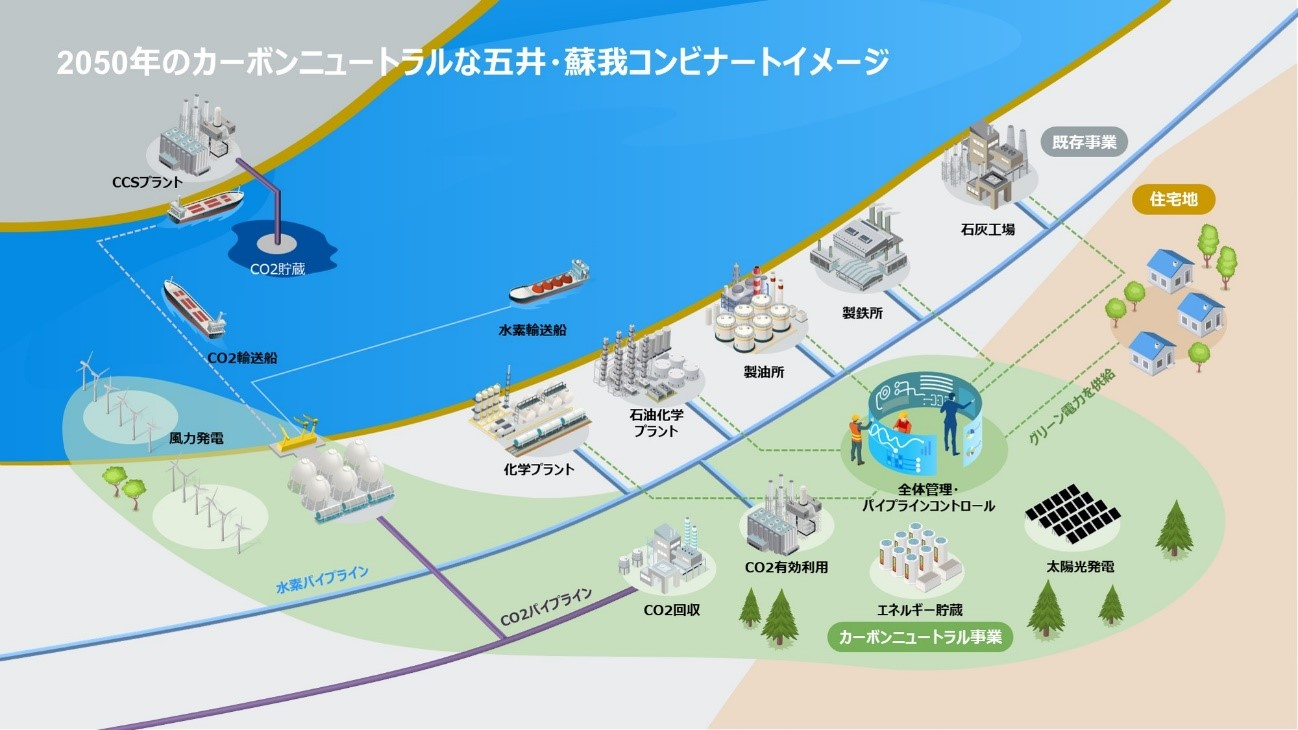 2050年のカーボンニュートラルな五井・蘇我コンビナートイメージ
CCSプラント
CO2貯蔵
CO2輸送船
水素輸送船
風力発電
既存事業
住宅地
石灰工場
製鉄所
製油所
石油化学
プラント
化学プラント
グリーン電力を供給
全体管理・
パイプラインコントロール
CO2有効利用
太陽光発電
水素パイプライン
CO2パイプライン
CO2回収
エネルギー貯蔵
カーボンニュートラル事業